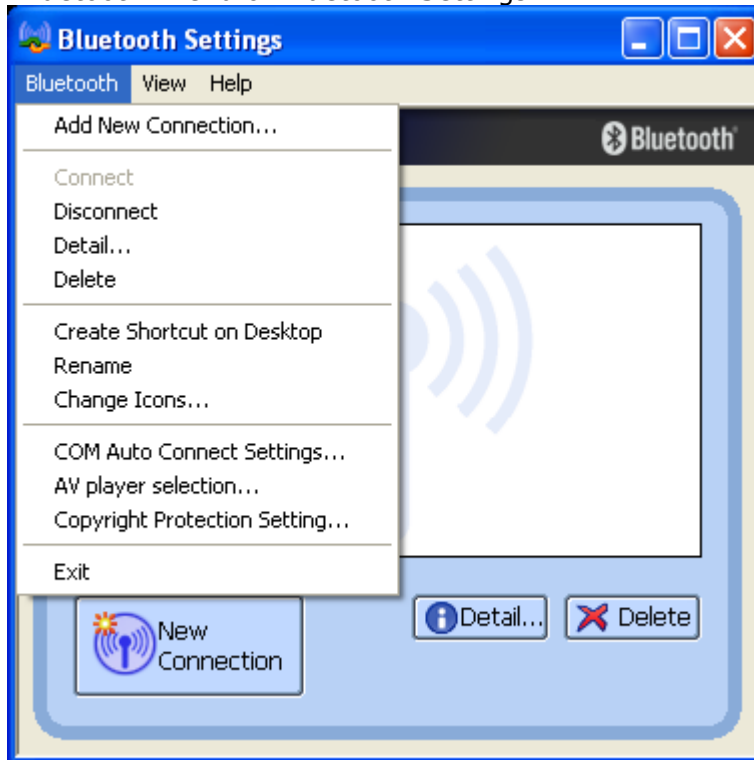 Bluetooth Settings
Bluetooth View Help
Add New Connection...
Bluetooth
Connect
Disconnect
Detail...
Delete
Create Shortcut on Desktop
Rename
Change Icons...
COM Auto Connect Settings...
AV player selection...
Copyright Protection Setting...
Exit
New
Connection
Detail...
Delete